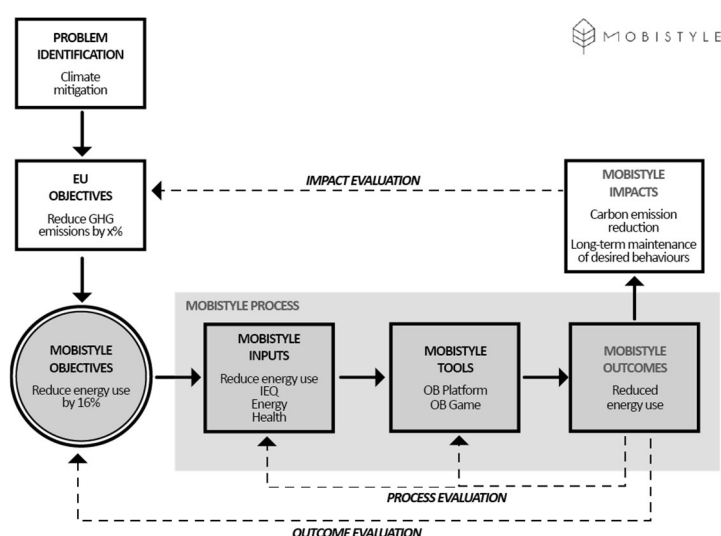 PROBLEM
IDENTIFICATION
Climate
mitigation
MOBISTYLE
EU
OBJECTIVES
Reduce GHG
emissions by x%
IMPACT EVALUATION
MOBISTYLE
IMPACTS
Carbon emission
reduction
Long-term maintenance
of desired behaviours
MOBISTYLE PROCESS
MOBISTYLE
OBJECTIVES
Reduce energy use
by 16%
MOBISTYLE
INPUTS
Reduce energy use
IEQ
Energy
Health
MOBISTYLE
TOOLS
OB Platform
OB Game
MOBISTYLE
OUTCOMES
Reduced
energy use
PROCESS EVALUATION
OUTCOME EVALUATION